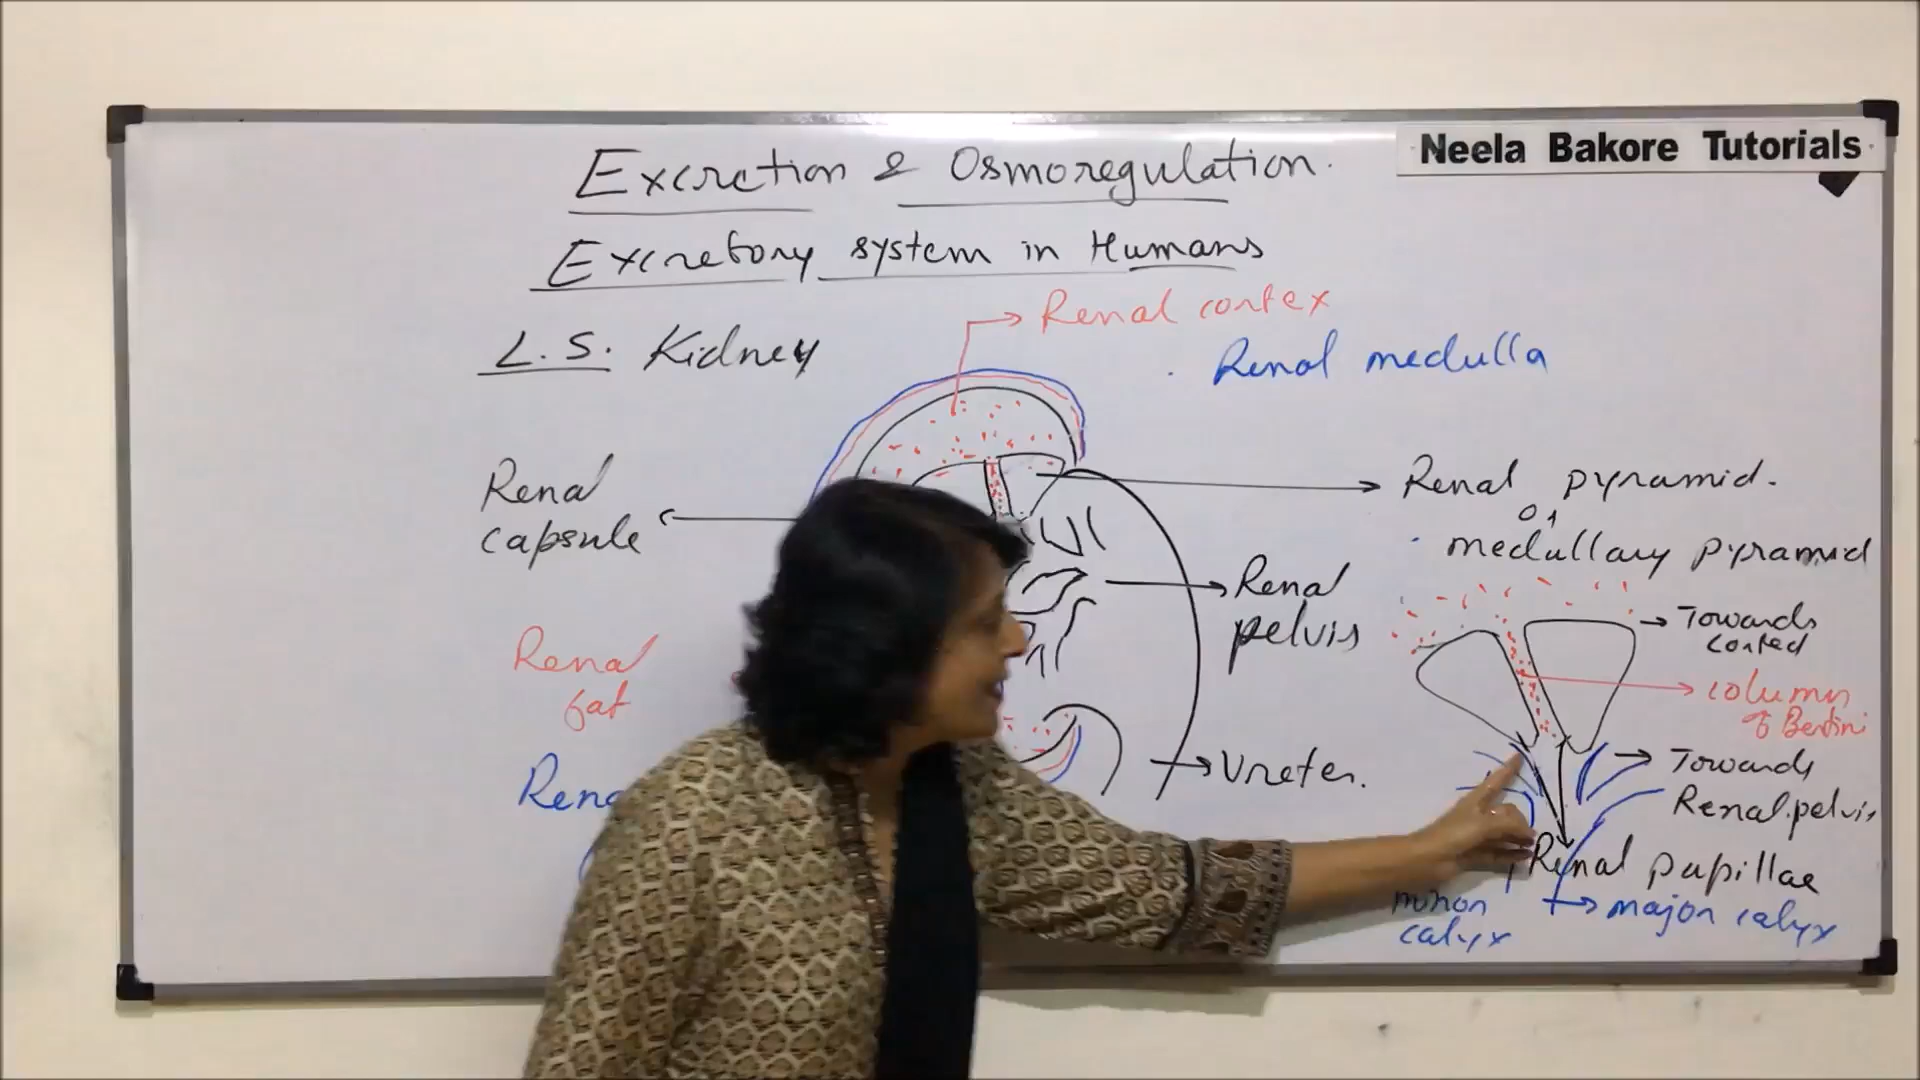 Neela Bakore Tutorials
Excretion & Osmoregulation.
Excretory system in Humans
L.S. Kidney
Renal cortex
Renal medulla
Renal
capsule
Renal pyramid.
or
medullary pyramid
Renal
pelvis
Towards
Renal
fat
column
of Bertini
Ureter.
Towards
Renal pelvis
Renal papillae
minor
calyx
major calyx